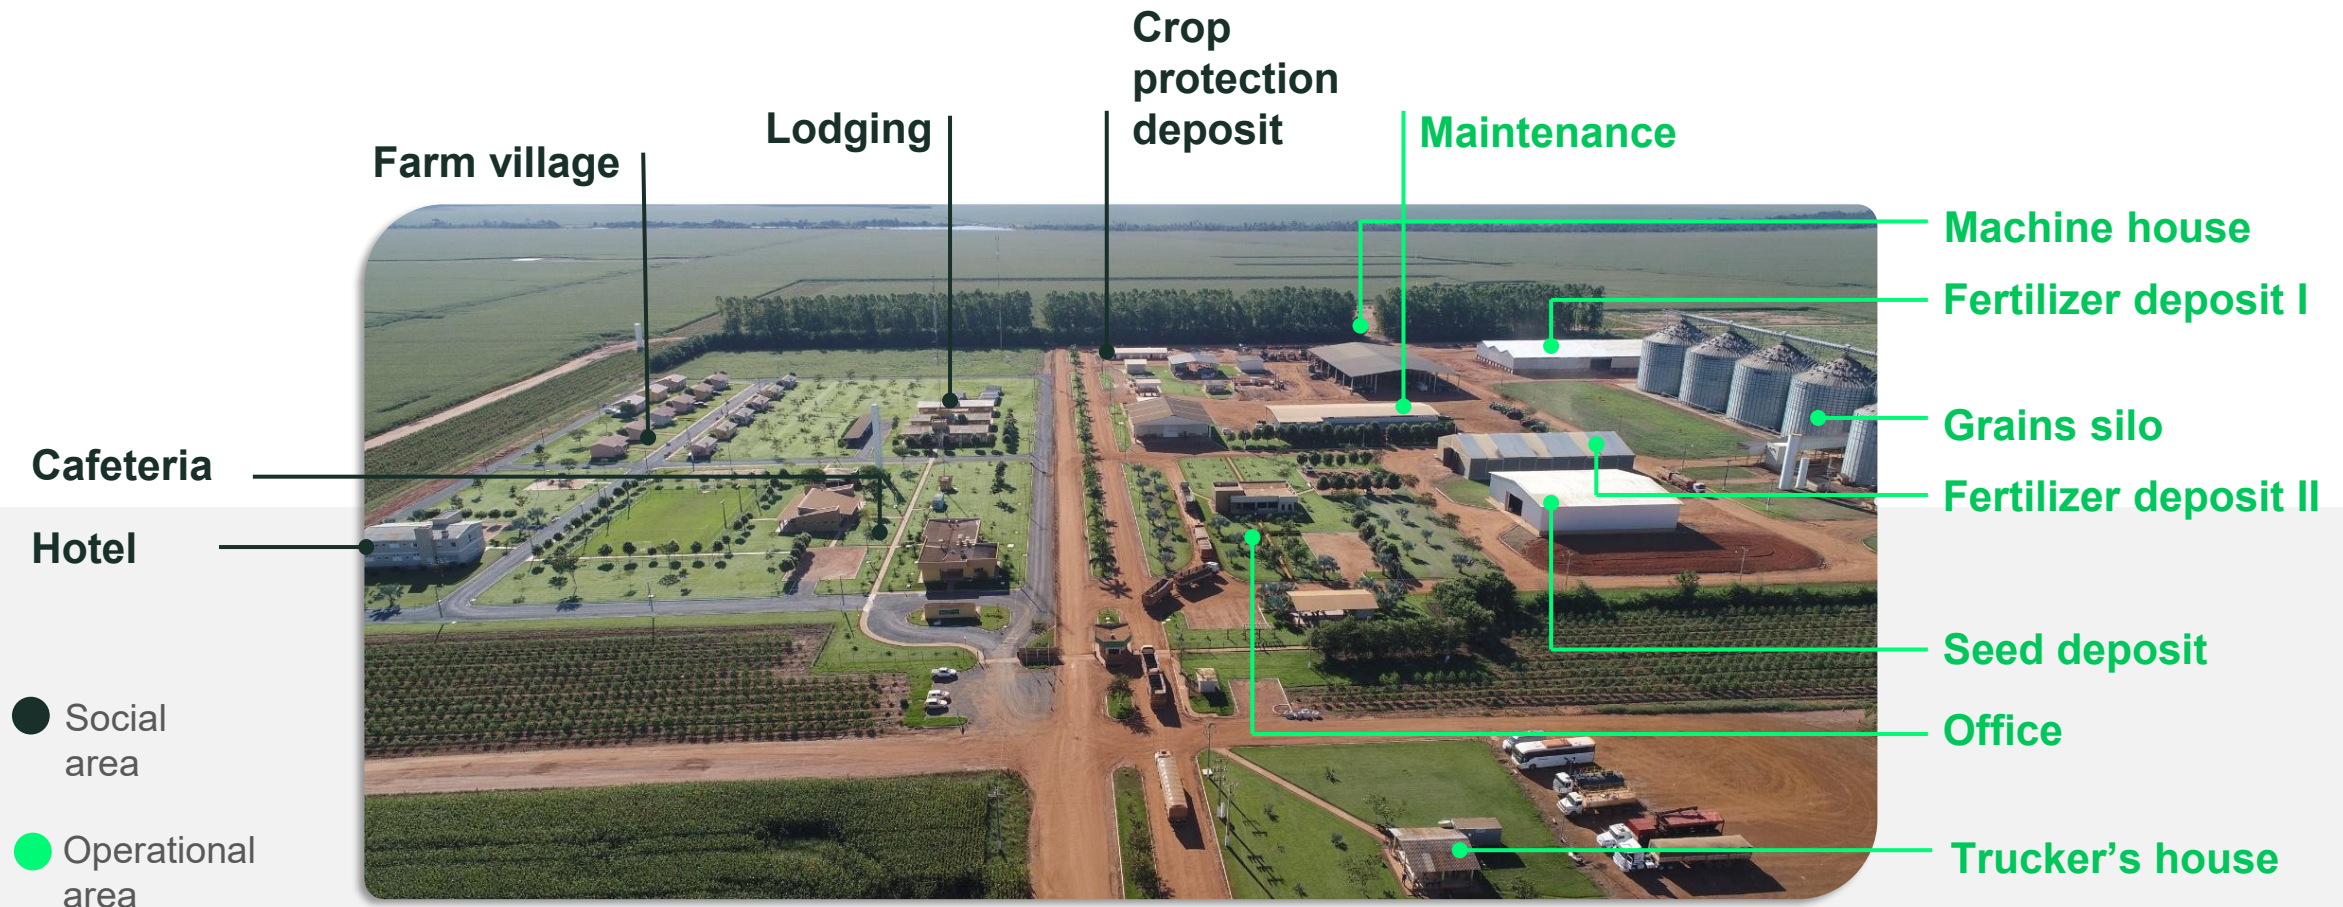 Crop
protection
deposit
Lodging
Maintenance
Farm village
Machine house
Fertilizer deposit I
Grains silo
Cafeteria
Fertilizer deposit II
Hotel
Seed deposit
Social
area
Office
Operational
area
Trucker’s house